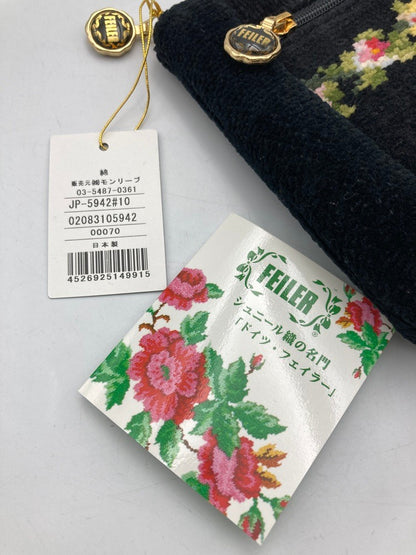 FEILER
FEILER
綿
販売元㈱モンリーブ
03-5487-0361
JP-5942#10
02083105942
00070
日本製
4526925149915
FEILER
®
シュニール織の名門
「ドイツ・フェイラー」